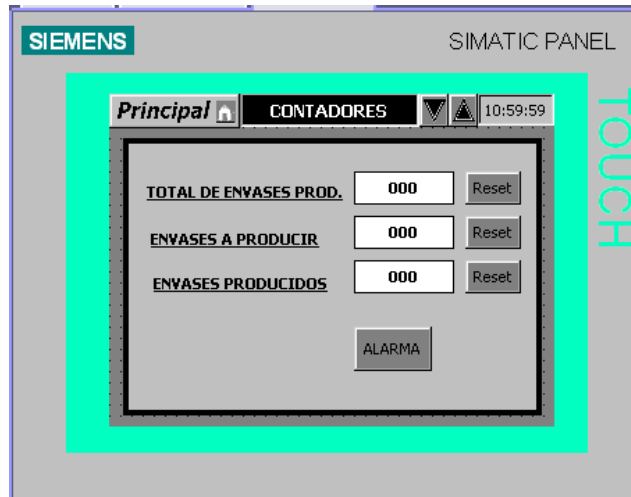 SIEMENS SIMATIC PANEL
TOUCH
Principal CONTADORES 10:59:59
TOTAL DE ENVASES PROD. 000 Reset
ENVASES A PRODUCIR 000 Reset
ENVASES PRODUCIDOS 000 Reset
ALARMA